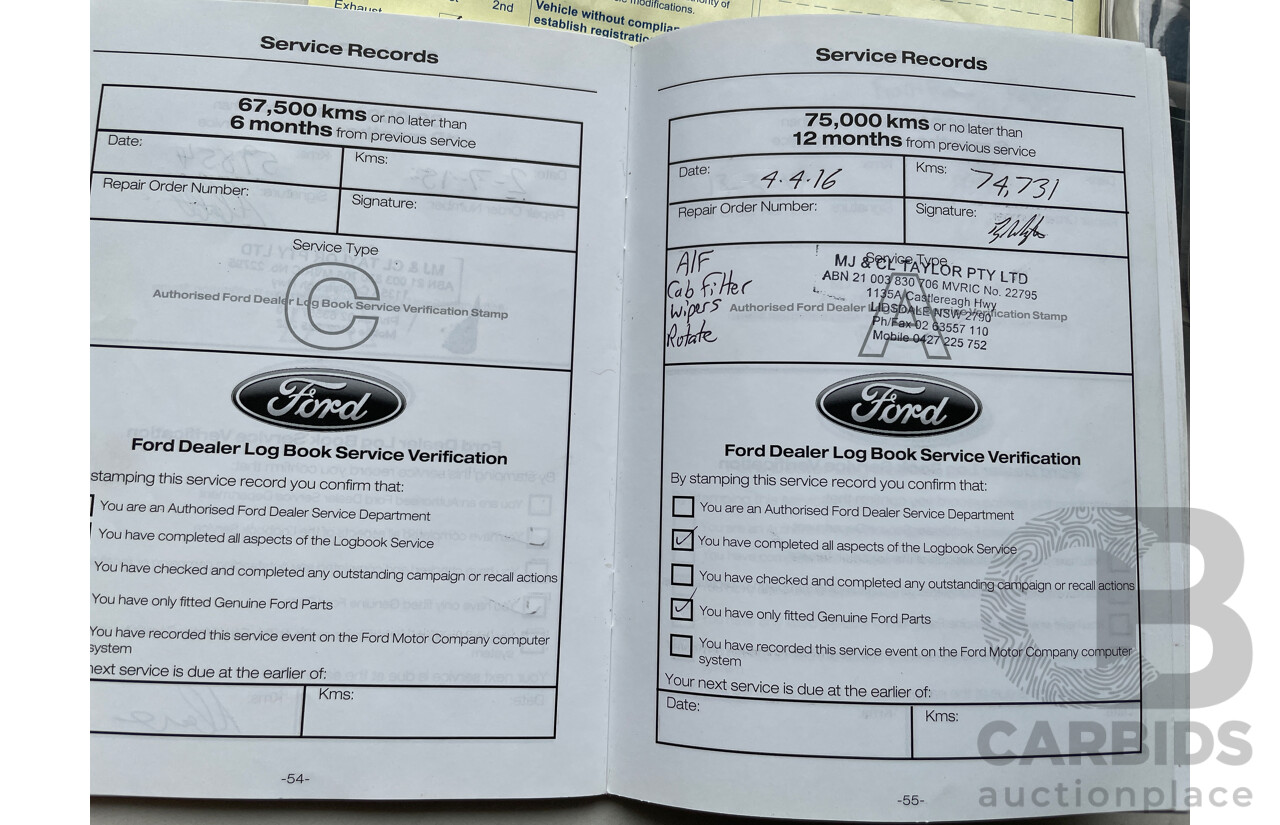 Exhaust
2nd
Vehicle without complian
establish registratio
modifications.
Service Records
67,500 kms or no later than
6 months from previous service
Date:
Kms:
Repair Order Number:
Signature:
Service Type
C
Authorised Ford Dealer Log Book Service Verification Stamp
Ford
Ford Dealer Log Book Service Verification
stamping this service record you confirm that:
You are an Authorised Ford Dealer Service Department
You have completed all aspects of the Logbook Service
You have checked and completed any outstanding campaign or recall actions
You have only fitted Genuine Ford Parts
You have recorded this service event on the Ford Motor Company computer
system
next service is due at the earlier of:
Kms:
-54-
Service Records
75,000 kms or no later than
12 months from previous service
Date: 4.4.16
Kms: 74,731
Repair Order Number:
Signature:
Service Type
A/F
Cab filter
Wipers
Rotate
MJ & CL TAYLOR PTY LTD
ABN 21 003 830 706 MVRIC No. 22795
1135A Castlereagh Hwy
LIDSDALE NSW 2790
Ph/Fax 02 63557 110
Mobile 0427 225 752
A
Authorised Ford Dealer Log Book Service Verification Stamp
Ford
Ford Dealer Log Book Service Verification
By stamping this service record you confirm that:
You are an Authorised Ford Dealer Service Department
You have completed all aspects of the Logbook Service
You have checked and completed any outstanding campaign or recall actions
You have only fitted Genuine Ford Parts
You have recorded this service event on the Ford Motor Company computer
system
Your next service is due at the earlier of:
Date:
Kms:
-55-
CB
CARBIDS
auctionplace